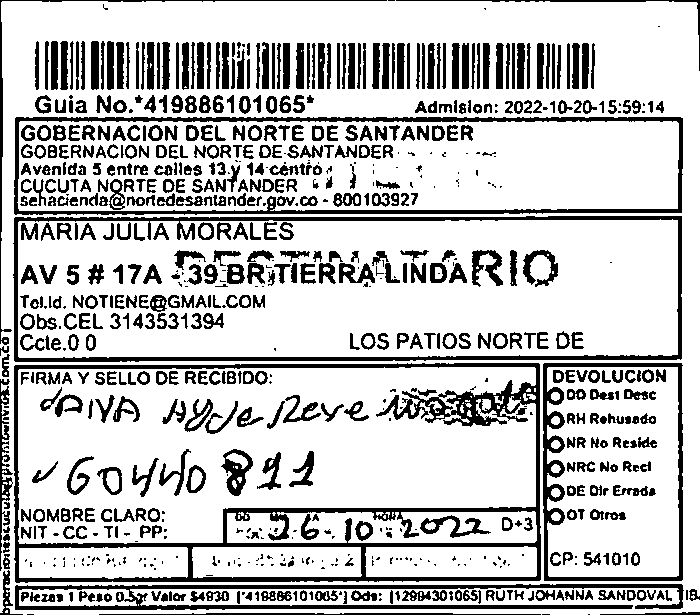 Guia No.*419886101065*
Admision: 2022-10-20-15:59:14
GOBERNACION DEL NORTE DE SANTANDER
GOBERNACION DEL NORTE DE SANTANDER
Avenida 5 entre calles 13 y 14 centro
CUCUTA NORTE DE SANTANDER
sehacienda@nortedesantander.gov.co - 800103927
MARIA JULIA MORALES
DESTINATARIO
AV 5 # 17A - 39 BR TIERRA LINDA
Tel.Id. NOTIENE@GMAIL.COM
Obs.CEL 3143531394
Ccle.0 0
LOS PATIOS NORTE DE
FIRMA Y SELLO DE RECIBIDO:
60440811
NOMBRE CLARO:
NIT - CC - TI - PP:
DD
HORA
26-10 2022
D+3
DEVOLUCION
DD Dest Desc
RH Rehusado
NR No Reside
NRC No Recl
DE Dir Errada
OT Otros
CP: 541010
Piezas 1 Peso 0.5gr Valor $4930 [*419886101065*] Ods: [12994301065] RUTH JOHANNA SANDOVAL